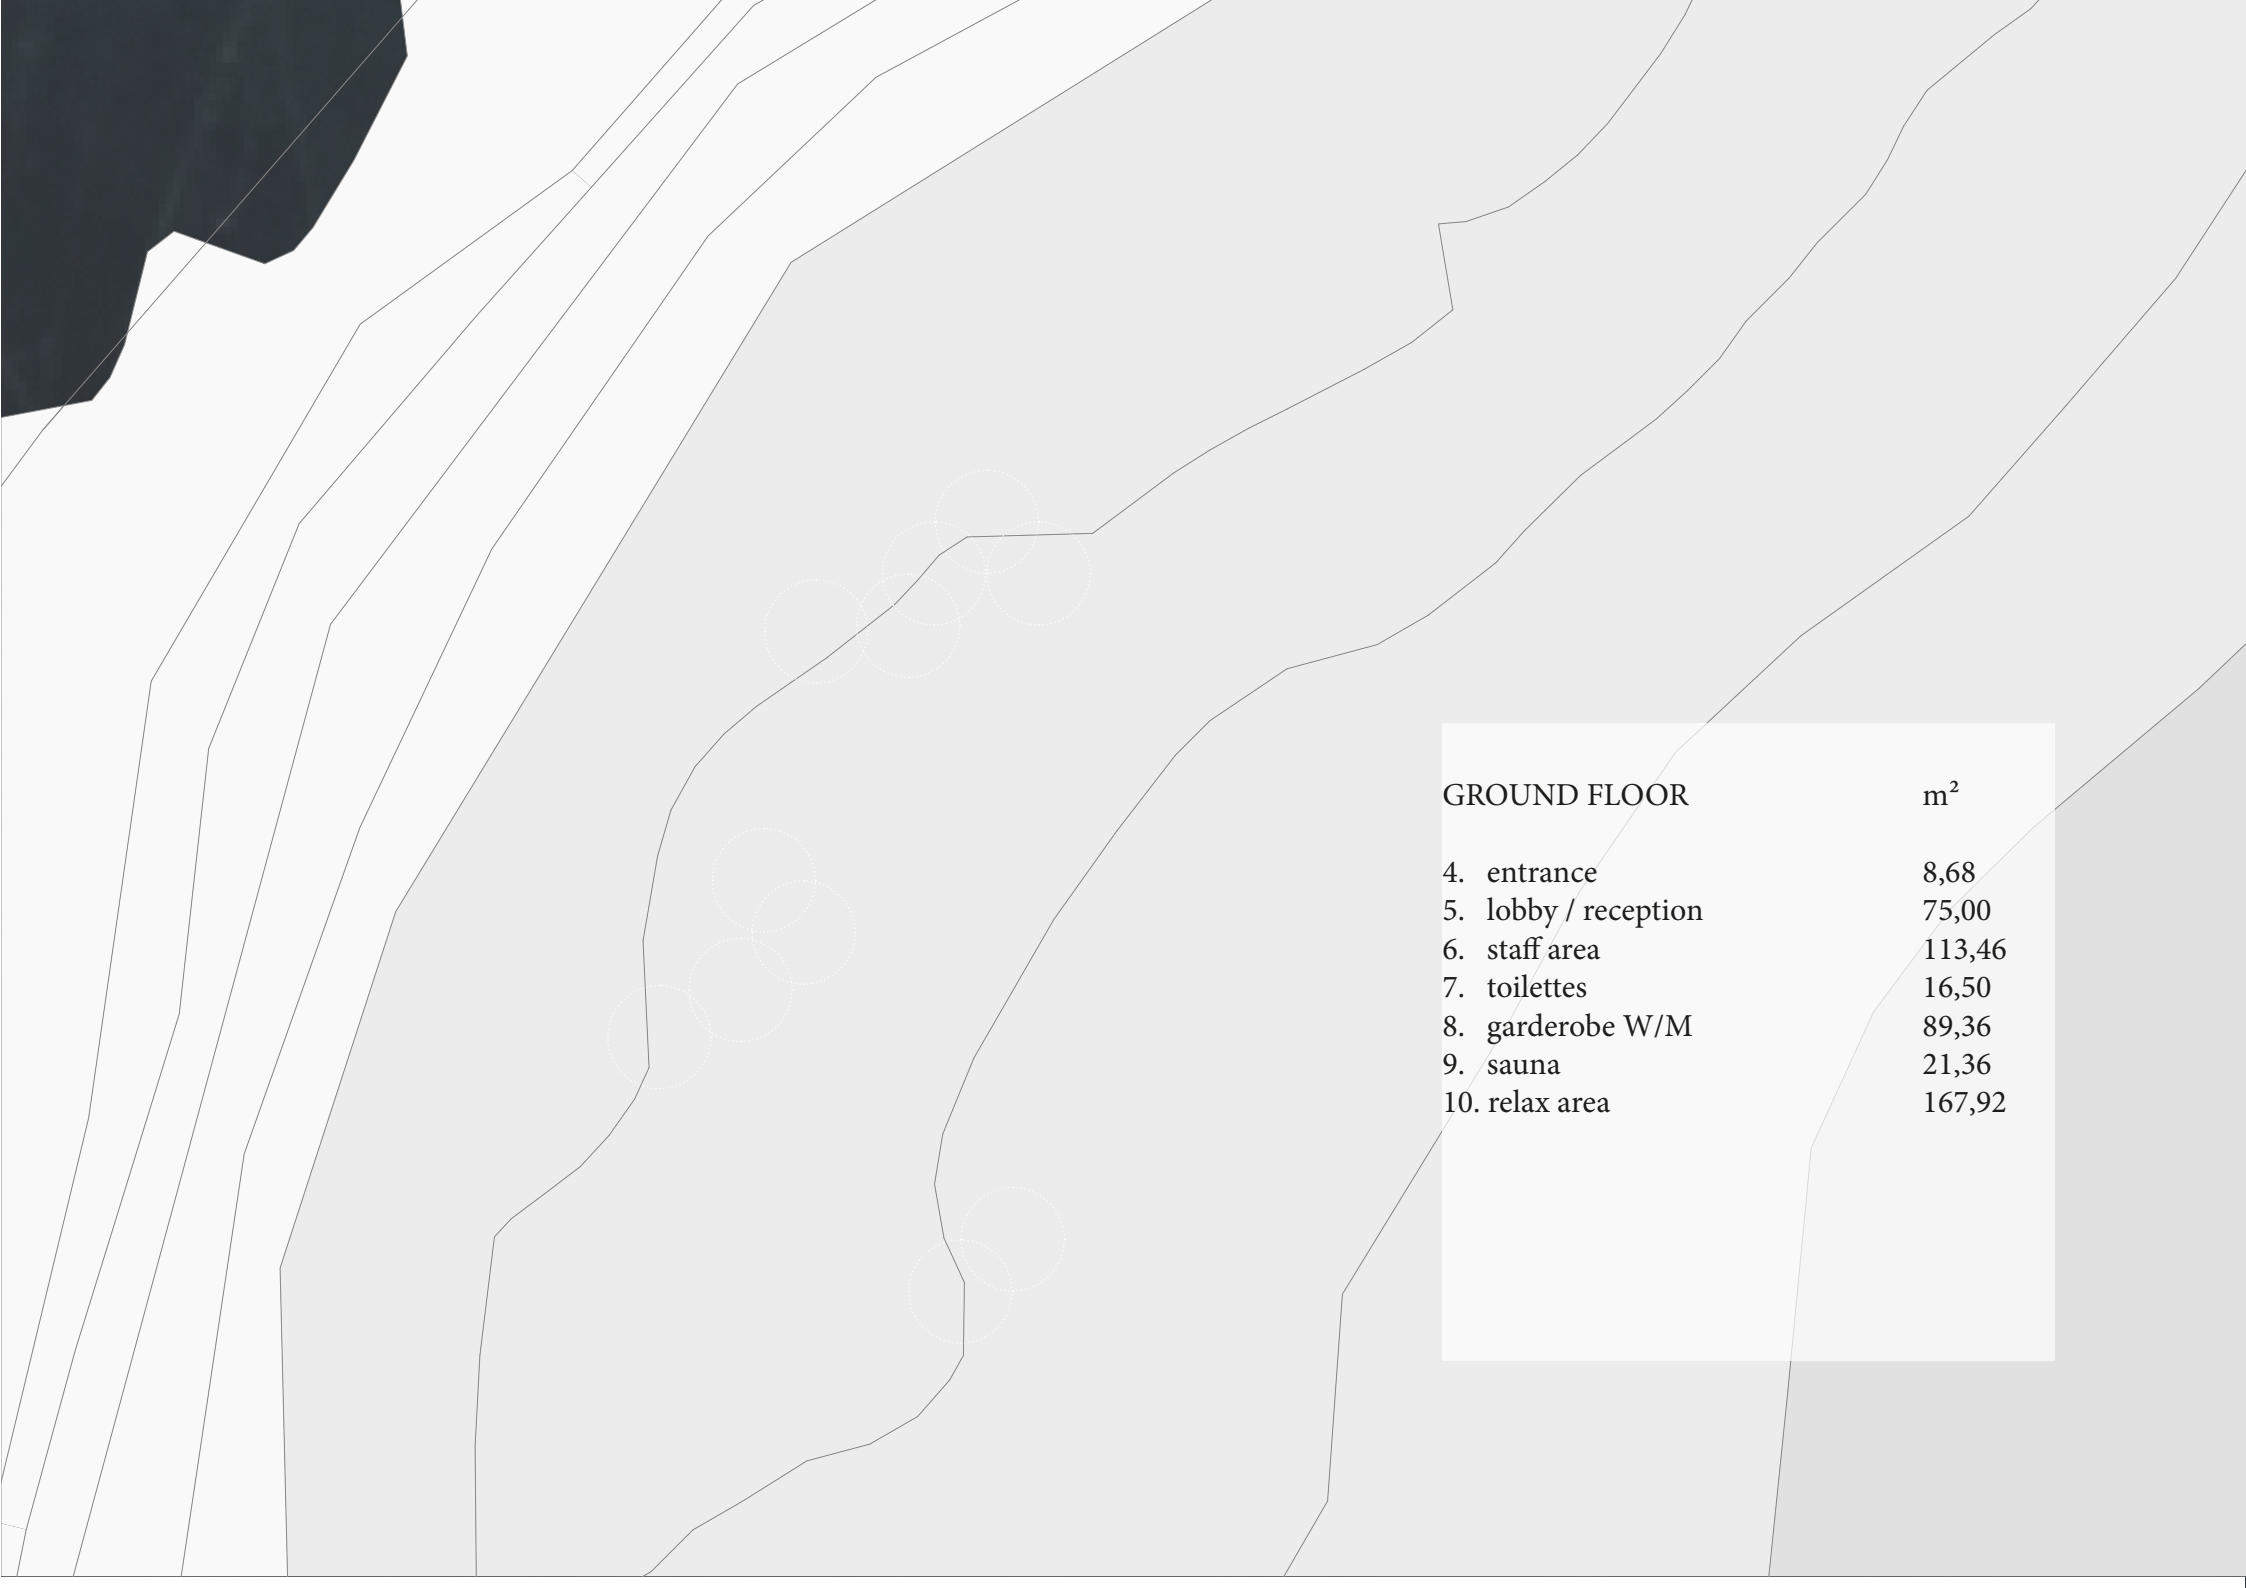 GROUND FLOOR m²
4. entrance 8,68
5. lobby / reception 75,00
6. staff area 113,46
7. toilettes 16,50
8. garderobe W/M 89,36
9. sauna 21,36
10. relax area 167,92